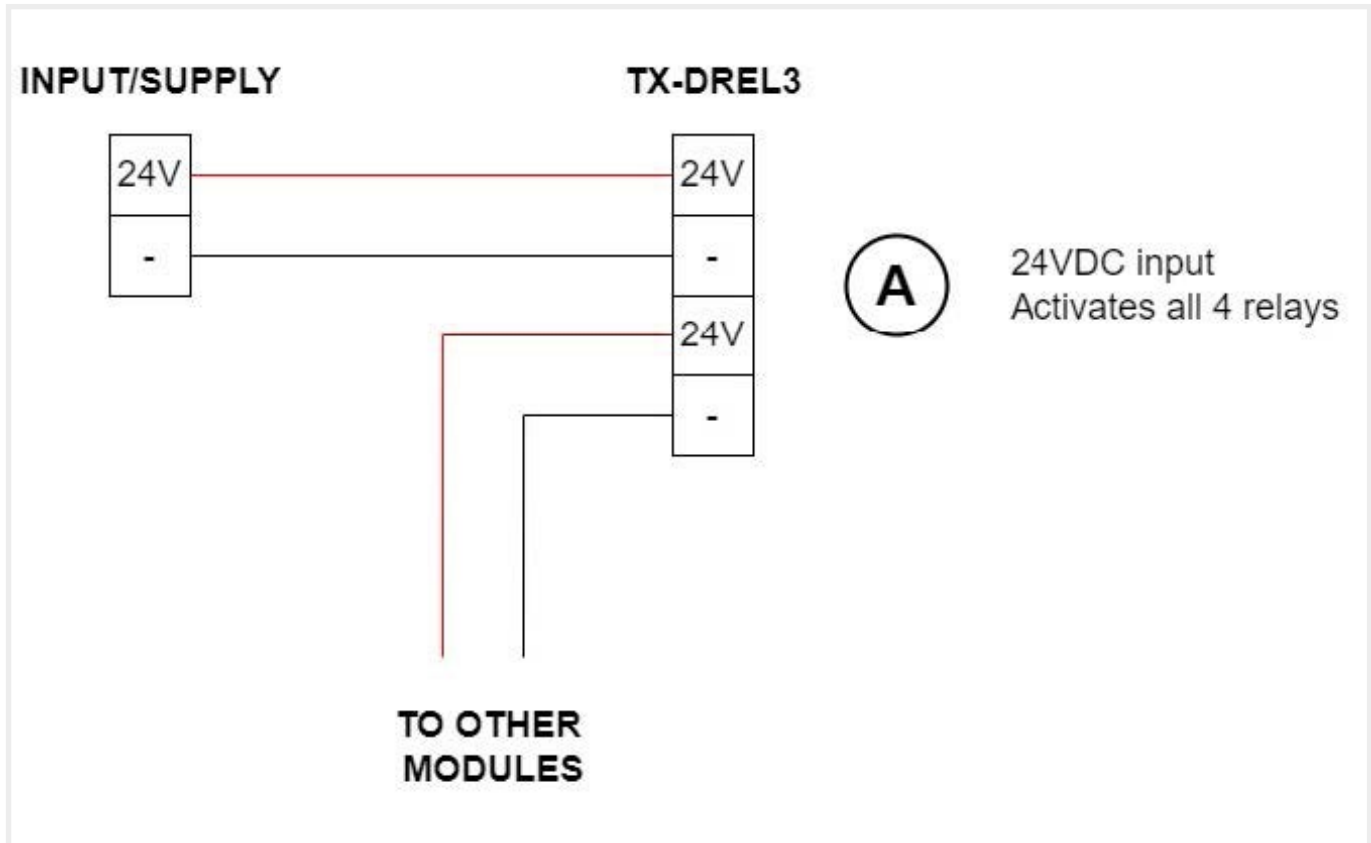 INPUT/SUPPLY
TX-DREL3
24V
-
24V
-
24V
-
A
24VDC input
Activates all 4 relays
TO OTHER
MODULES